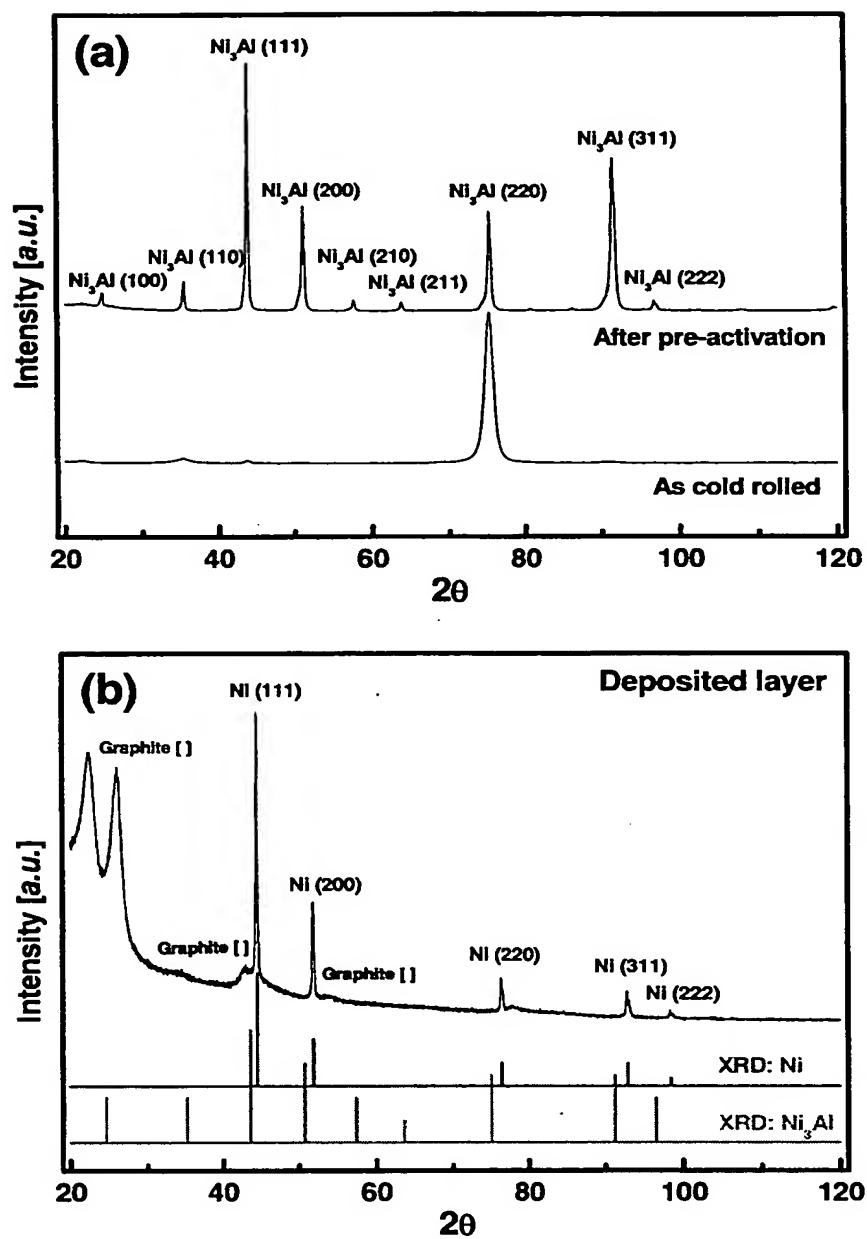 (a)
Ni₃Al (111)
Ni₃Al (311)
Ni₃Al (200)
Ni₃Al (220)
Ni₃Al (110)
Ni₃Al (210)
Ni₃Al (100)
Ni₃Al (211)
Ni₃Al (222)
After pre-activation
As cold rolled
Intensity [a.u.]
20 40 60 80 100 120
2θ
(b)
Deposited layer
Ni (111)
Graphite [ ]
Ni (200)
Graphite [ ]
Graphite [ ]
Ni (220)
Ni (311)
Ni (222)
XRD: Ni
XRD: Ni₃Al
Intensity [a.u.]
20 40 60 80 100 120
2θ